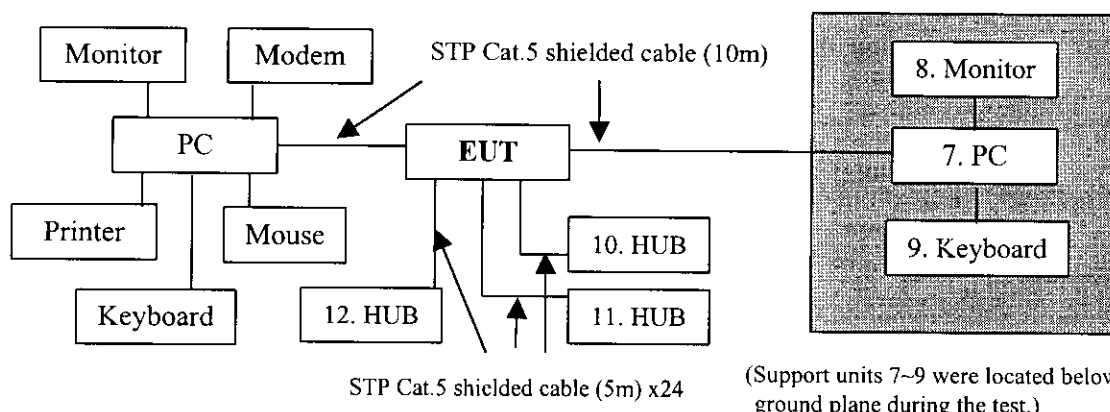 Monitor
Modem
STP Cat.5 shielded cable (10m)
8. Monitor
PC
EUT
7. PC
Printer
Mouse
10. HUB
9. Keyboard
Keyboard
12. HUB
11. HUB
STP Cat.5 shielded cable (5m) x24
(Support units 7~9 were located below
ground plane during the test.)